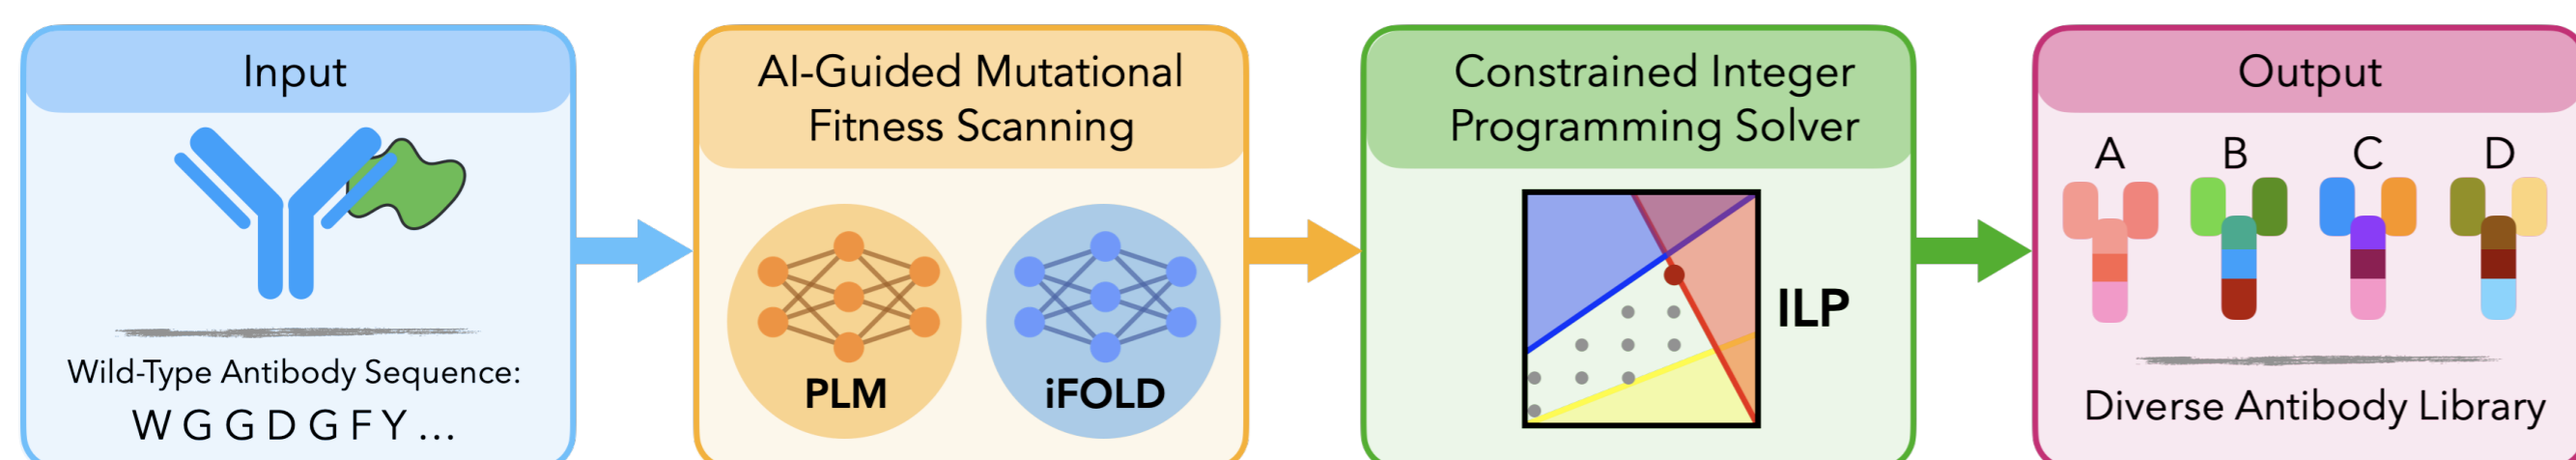 Input
Wild-Type Antibody Sequence:
W G G D G F Y ...
AI-Guided Mutational
Fitness Scanning
PLM
iFOLD
Constrained Integer
Programming Solver
ILP
Output
A B C D
Diverse Antibody Library